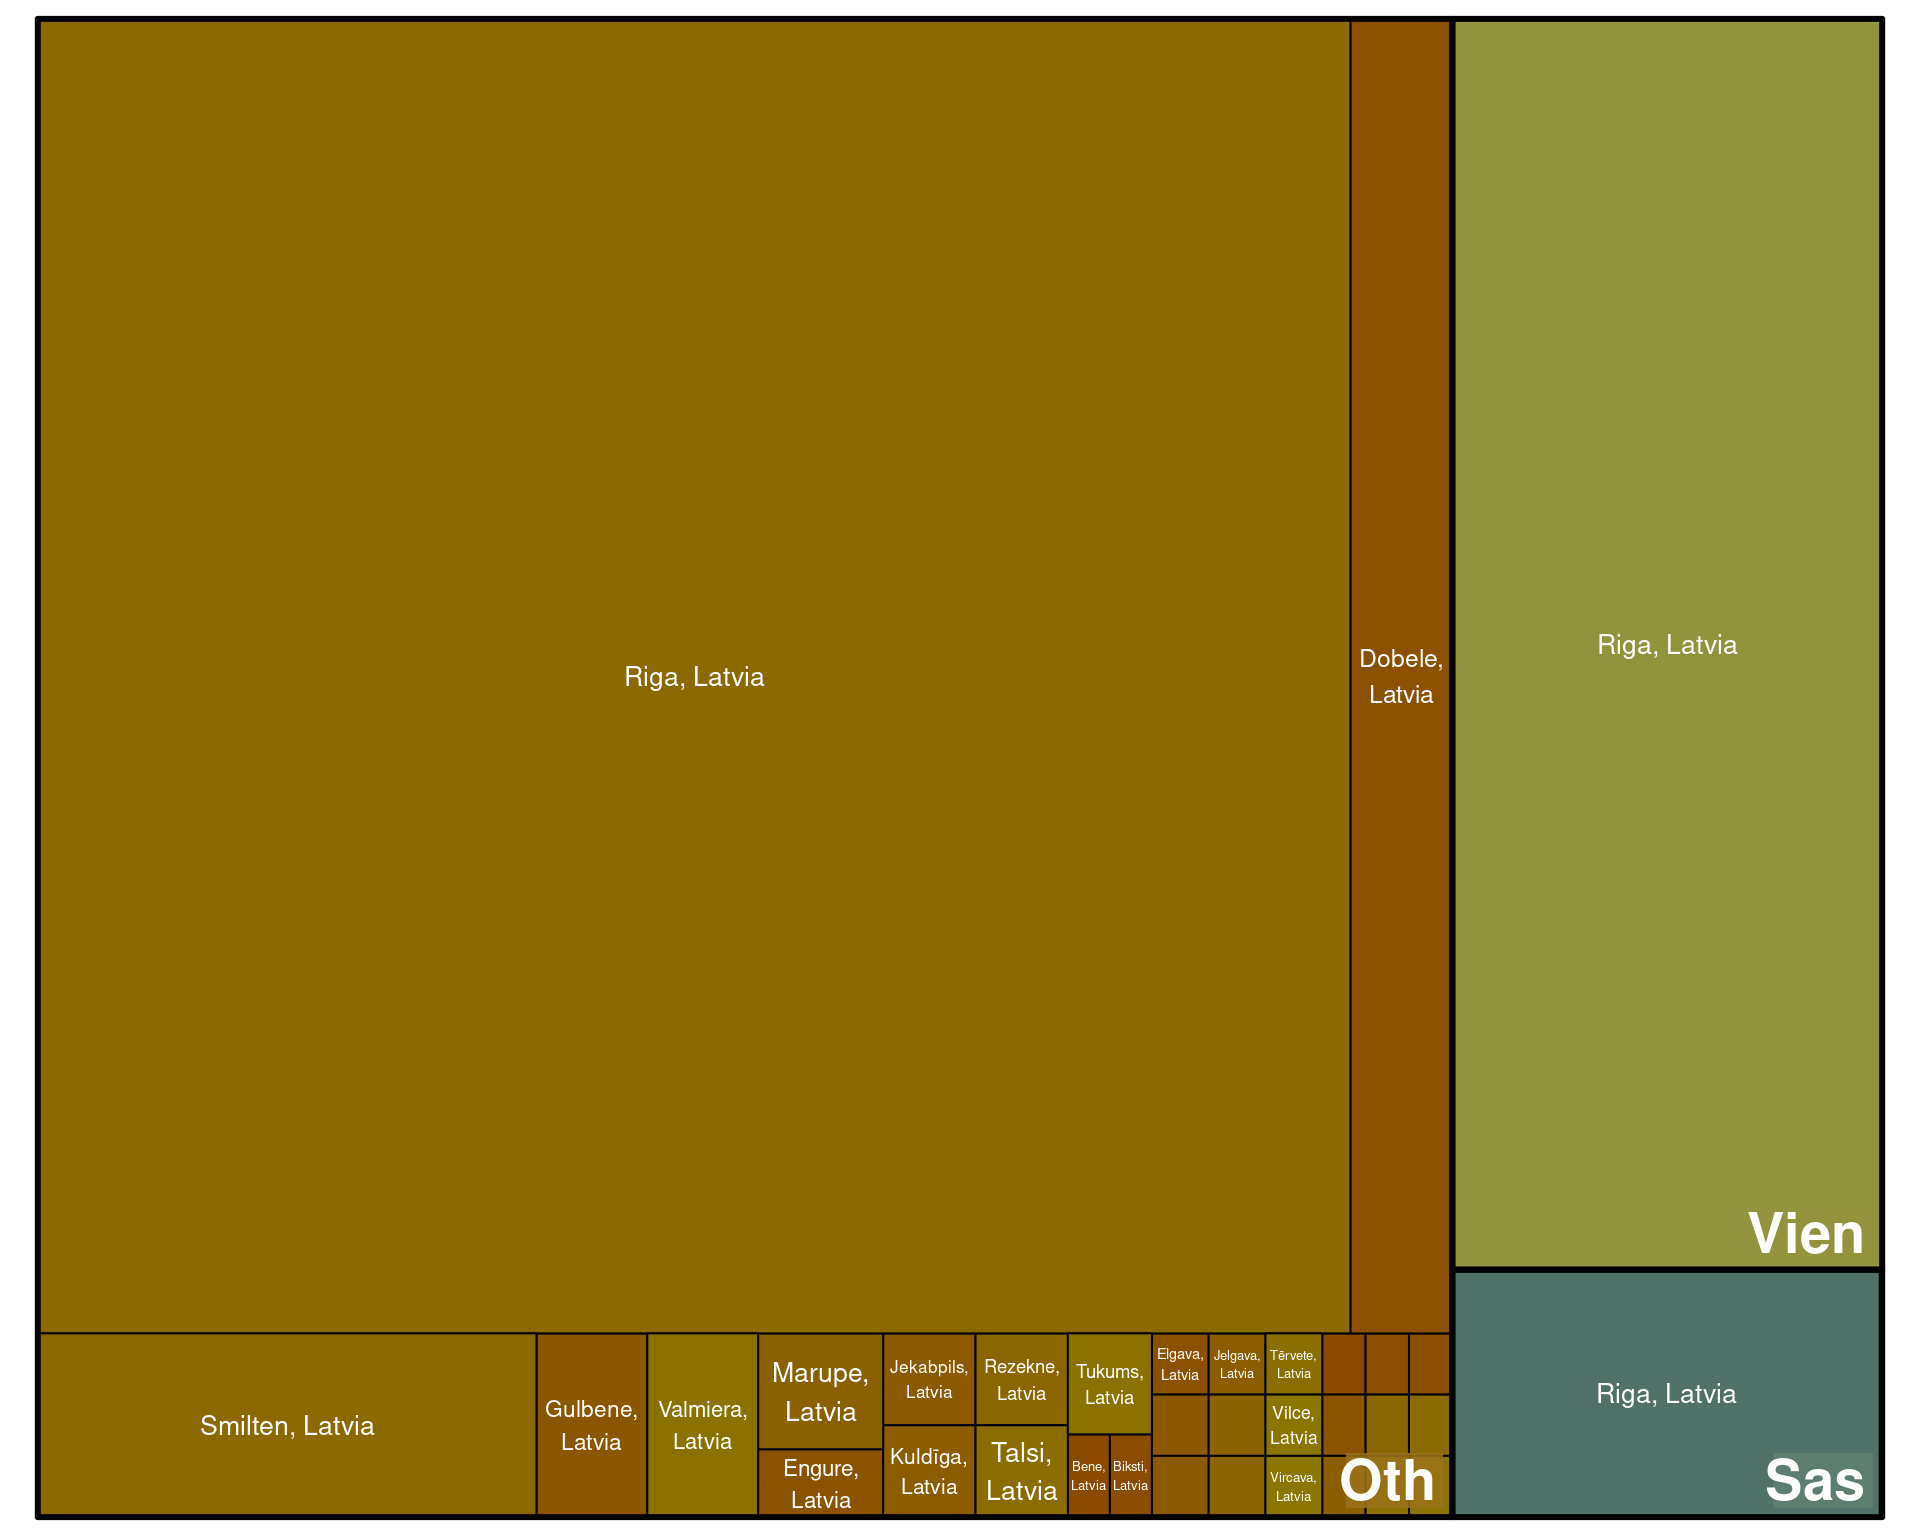 Riga, Latvia
Dobele,
Latvia
Riga, Latvia
Vien
Smilten, Latvia
Gulbene,
Latvia
Valmiera,
Latvia
Marupe,
Latvia
Engure,
Latvia
Jekabpils,
Latvia
Kuldīga,
Latvia
Rezekne,
Latvia
Talsi,
Latvia
Tukums,
Latvia
Bene,
Latvia
Biksti,
Latvia
Elgava,
Latvia
Jelgava,
Latvia
Tērvete,
Latvia
Vilce,
Latvia
Vircava,
Latvia
Oth
Riga, Latvia
Sas